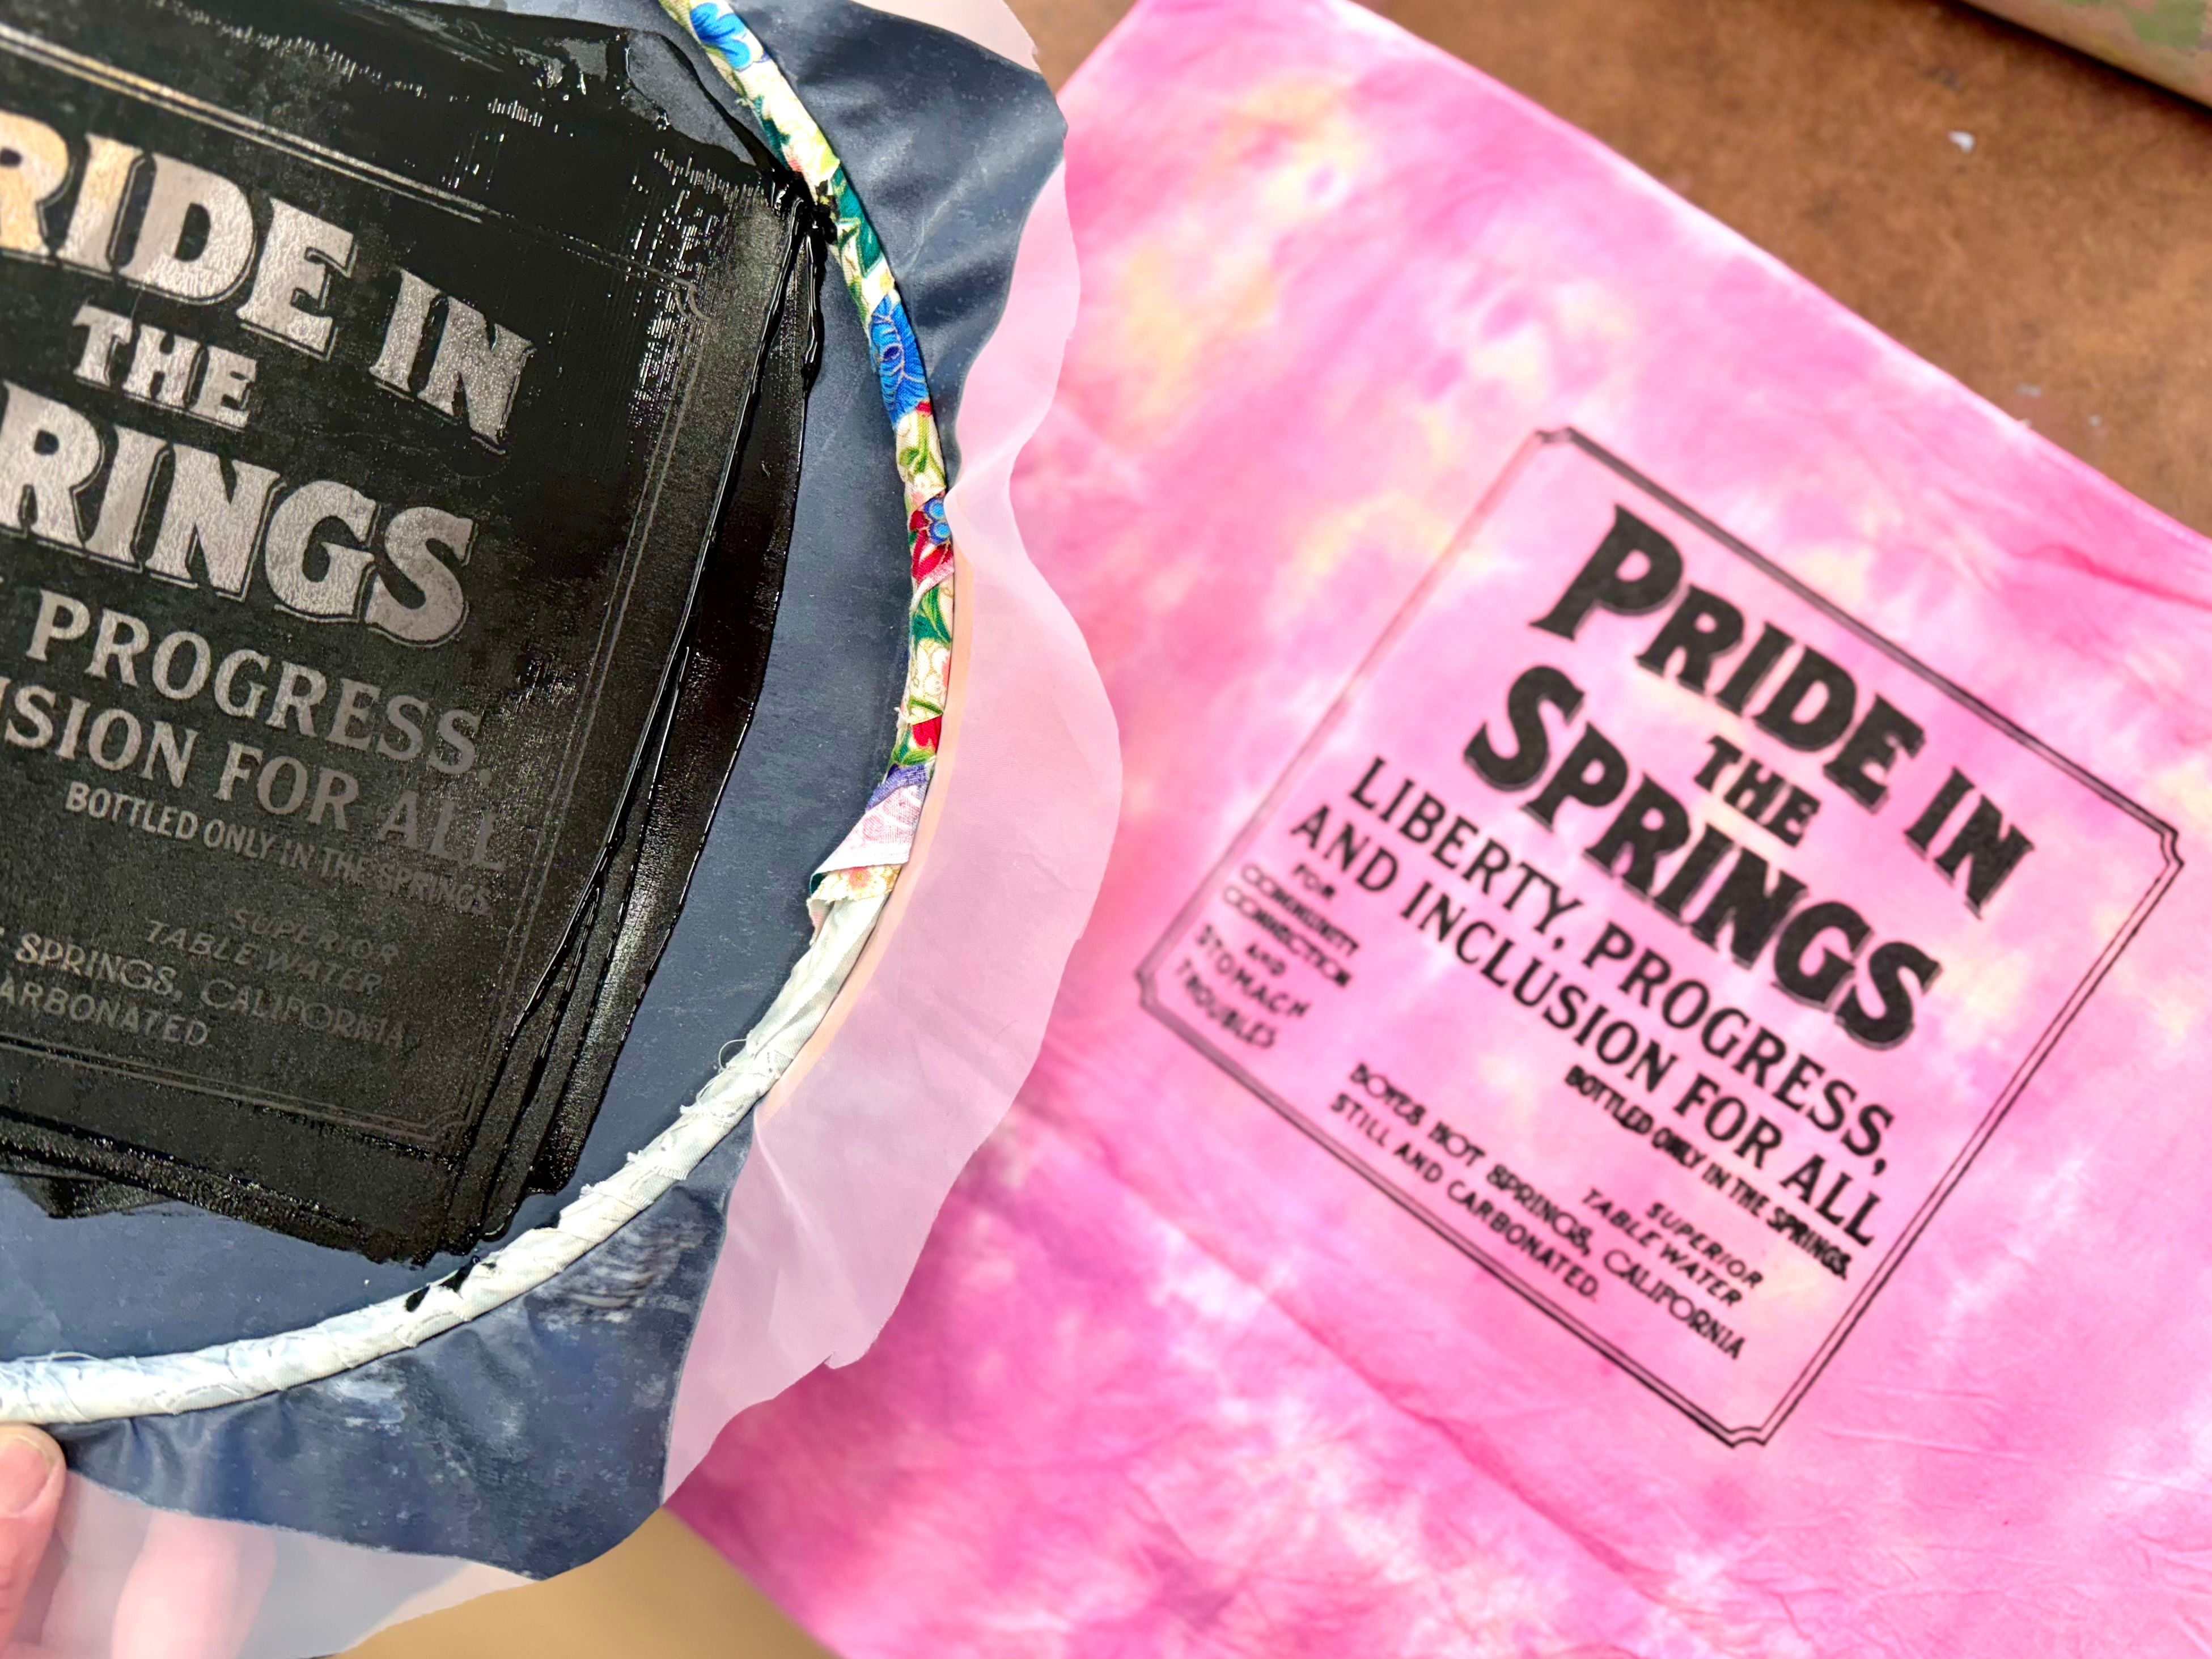 RIDE IN
THE
RINGS
PROGRESS,
USION FOR ALL
BOTTLED ONLY IN THE SPRINGS.
SUPERIOR
TABLE WATER
SPRINGS, CALIFORNIA
ARBONATED
PRIDE IN
THE
SPRINGS
LIBERTY, PROGRESS,
AND INCLUSION FOR ALL
BOTTLED ONLY IN THE SPRINGS.
FOR
COMMUNITY
CONNECTION
AND
STOMACH
TROUBLES
SUPERIOR
TABLE WATER
BOYES HOT SPRINGS, CALIFORNIA
STILL AND CARBONATED